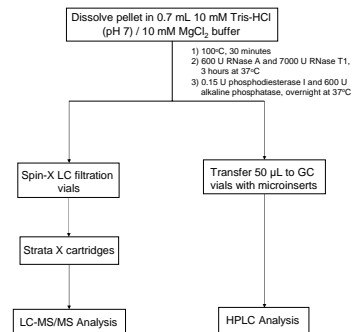 Dissolve pellet in 0.7 mL 10 mM Tris-HCl
(pH 7) / 10 mM MgCl₂ buffer
1) 100°C, 30 minutes
2) 600 U RNase A and 7000 U RNase T1,
3 hours at 37°C
3) 0.15 U phosphodiesterase I and 600 U
alkaline phosphatase, overnight at 37°C
Spin-X LC filtration
vials
Transfer 50 µL to GC
vials with microinserts
Strata X cartridges
LC-MS/MS Analysis
HPLC Analysis